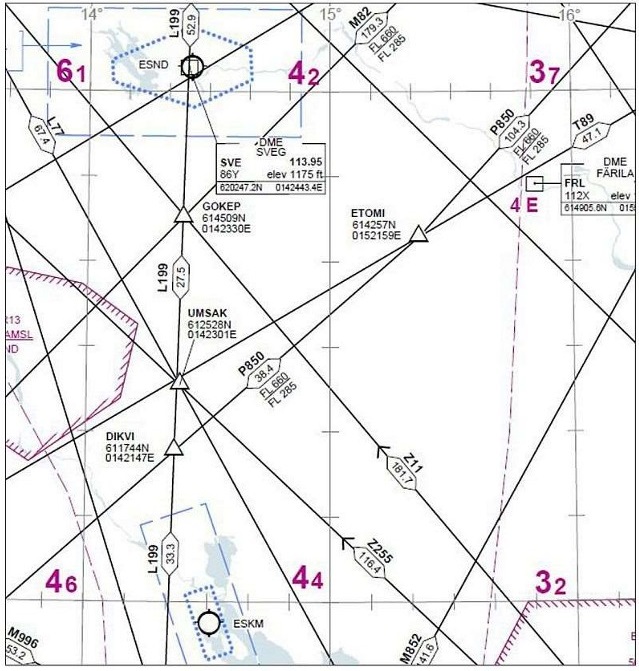 14°
15°
16°
L199
52.9
M82
179.3
FL 660
FL 285
ESND
61
42
37
L77
67.4
P850
104.3
FL 660
FL 285
T89
47.1
DME
SVEG
SVE 113.95
86Y elev 1175 ft
620247.2N 0142443.4E
DME
FÄRILA
FRL
112X elev
614905.6N
4 E
GOKEP
614509N
0142330E
ETOMI
614257N
0152159E
L199
27.5
UMSAK
612528N
0142301E
AMSL
ND
P850
38.4
FL 660
FL 285
DIKVI
611744N
0142147E
Z11
181.7
L199
33.3
Z255
116.4
46
44
32
ESKM
M996
53.2
M852
41.6